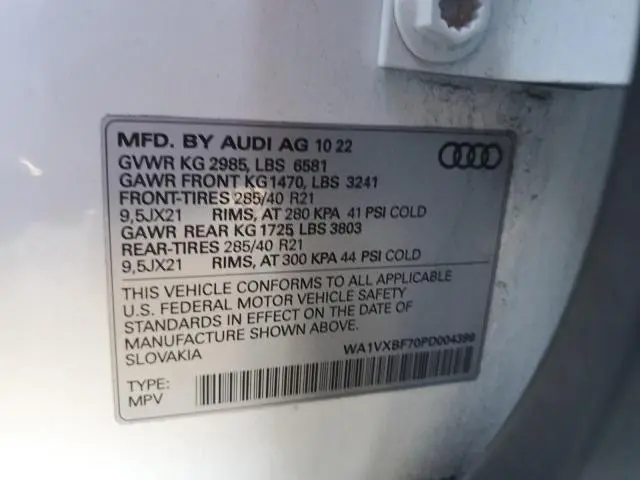 MFD. BY AUDI AG 10 22
GVWR KG 2985, LBS 6581
GAWR FRONT KG1470, LBS 3241
FRONT-TIRES 285/40 R21
9,5JX21 RIMS, AT 280 KPA 41 PSI COLD
GAWR REAR KG 1725 LBS 3803
REAR-TIRES 285/40 R21
9,5JX21 RIMS, AT 300 KPA 44 PSI COLD
THIS VEHICLE CONFORMS TO ALL APPLICABLE
U.S. FEDERAL MOTOR VEHICLE SAFETY
STANDARDS IN EFFECT ON THE DATE OF
MANUFACTURE SHOWN ABOVE.
SLOVAKIA
WA1VXBF70PD004399
TYPE:
MPV